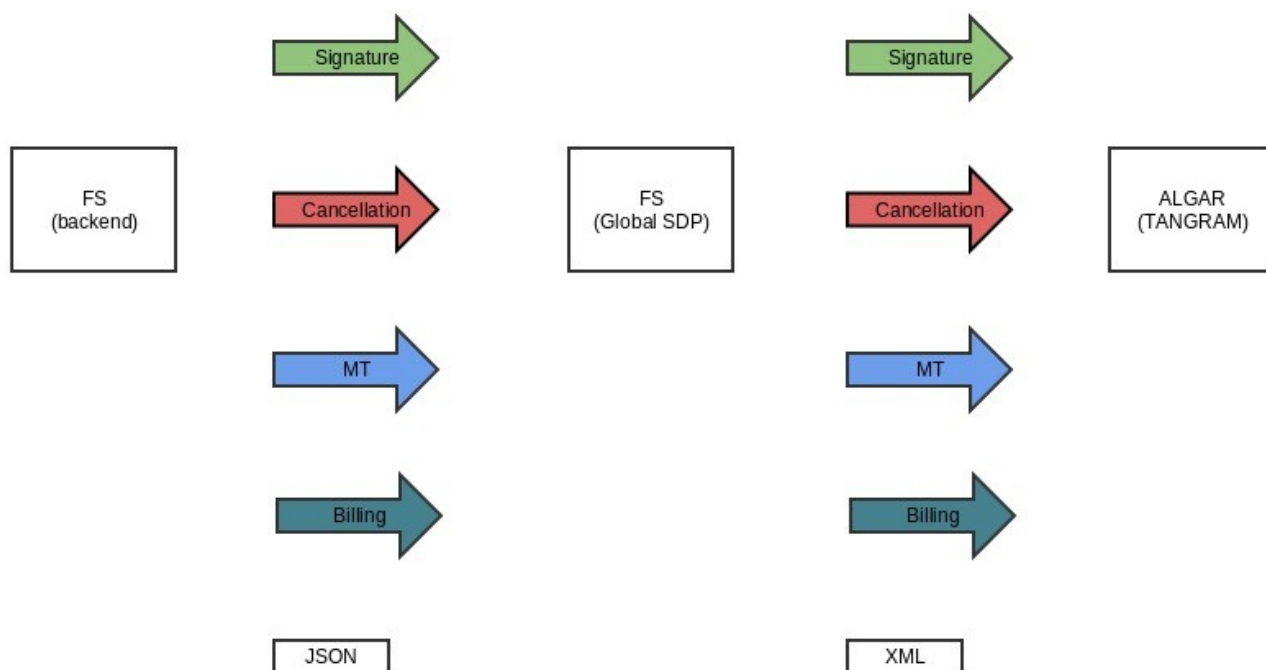 Signature
Signature
FS
(backend)
Cancellation
FS
(Global SDP)
Cancellation
ALGAR
(TANGRAM)
MT
MT
Billing
Billing
JSON
XML